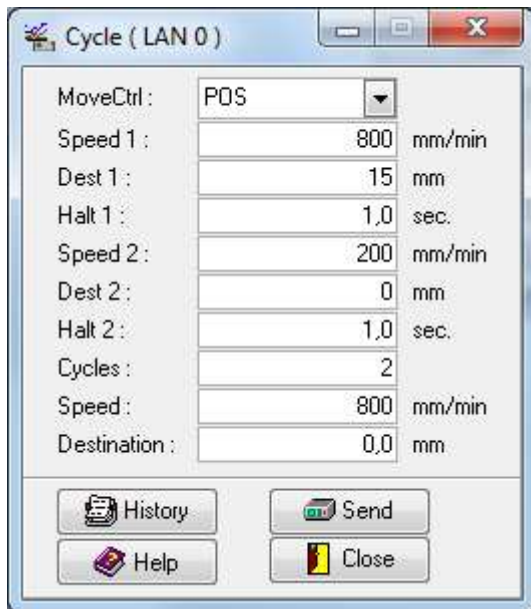 Cycle ( LAN 0 )
MoveCtrl : POS
Speed 1 : 800 mm/min
Dest 1 : 15 mm
Halt 1 : 1,0 sec.
Speed 2 : 200 mm/min
Dest 2 : 0 mm
Halt 2 : 1,0 sec.
Cycles : 2
Speed : 800 mm/min
Destination : 0,0 mm
History Send
Help Close